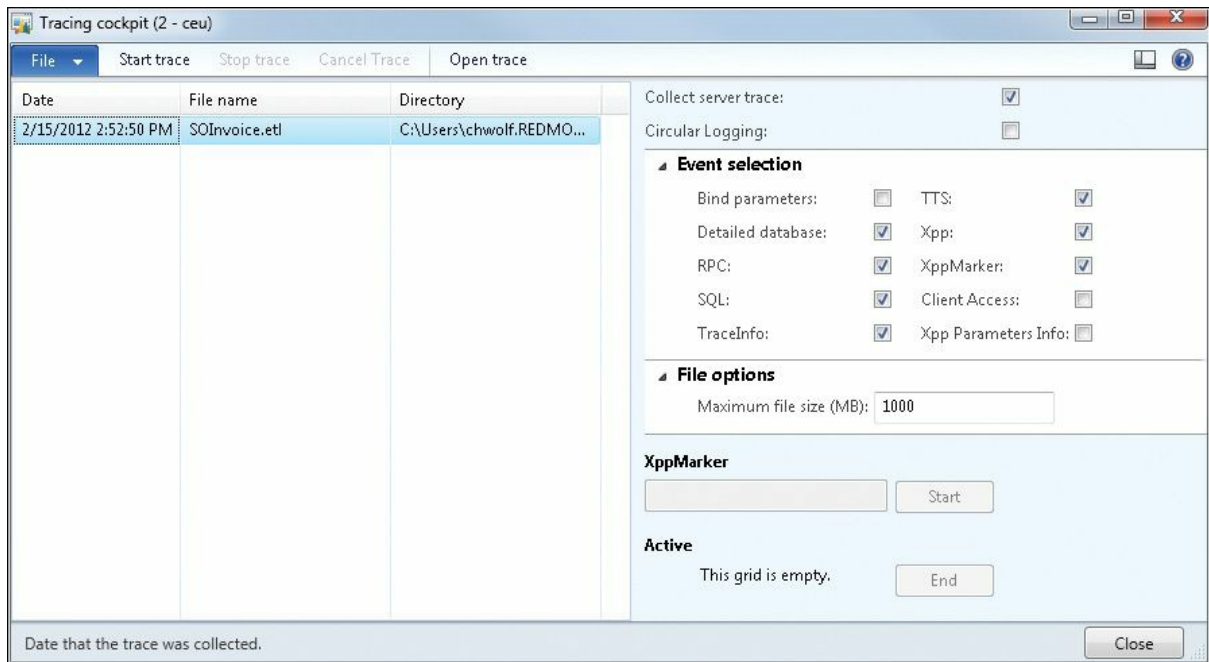 Tracing cockpit (2 - ceu)
File Start trace Stop trace Cancel Trace Open trace
Date File name Directory
2/15/2012 2:52:50 PM SOInvoice.etl C:\Users\chwolf.REDMO...
Collect server trace:
Circular Logging:
Event selection
Bind parameters: TTS:
Detailed database: Xpp:
RPC: XppMarker:
SQL: Client Access:
TraceInfo: Xpp Parameters Info:
File options
Maximum file size (MB): 1000
XppMarker
Start
Active
This grid is empty. End
Date that the trace was collected. Close